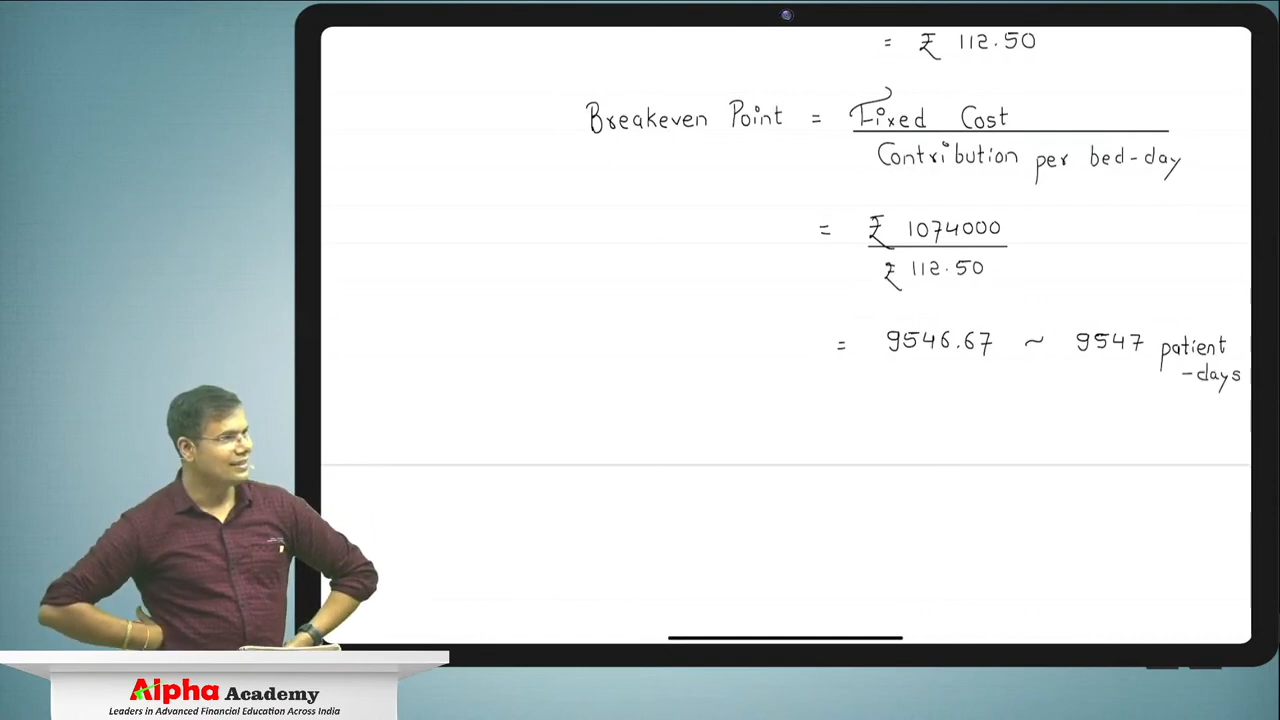 = ₹ 112.50
Breakeven Point = Fixed Cost
Contribution per bed-day
= ₹ 1074000
₹ 112.50
= 9546.67 ~ 9547 patient
-days
Alpha Academy
Leaders in Advanced Financial Education Across India